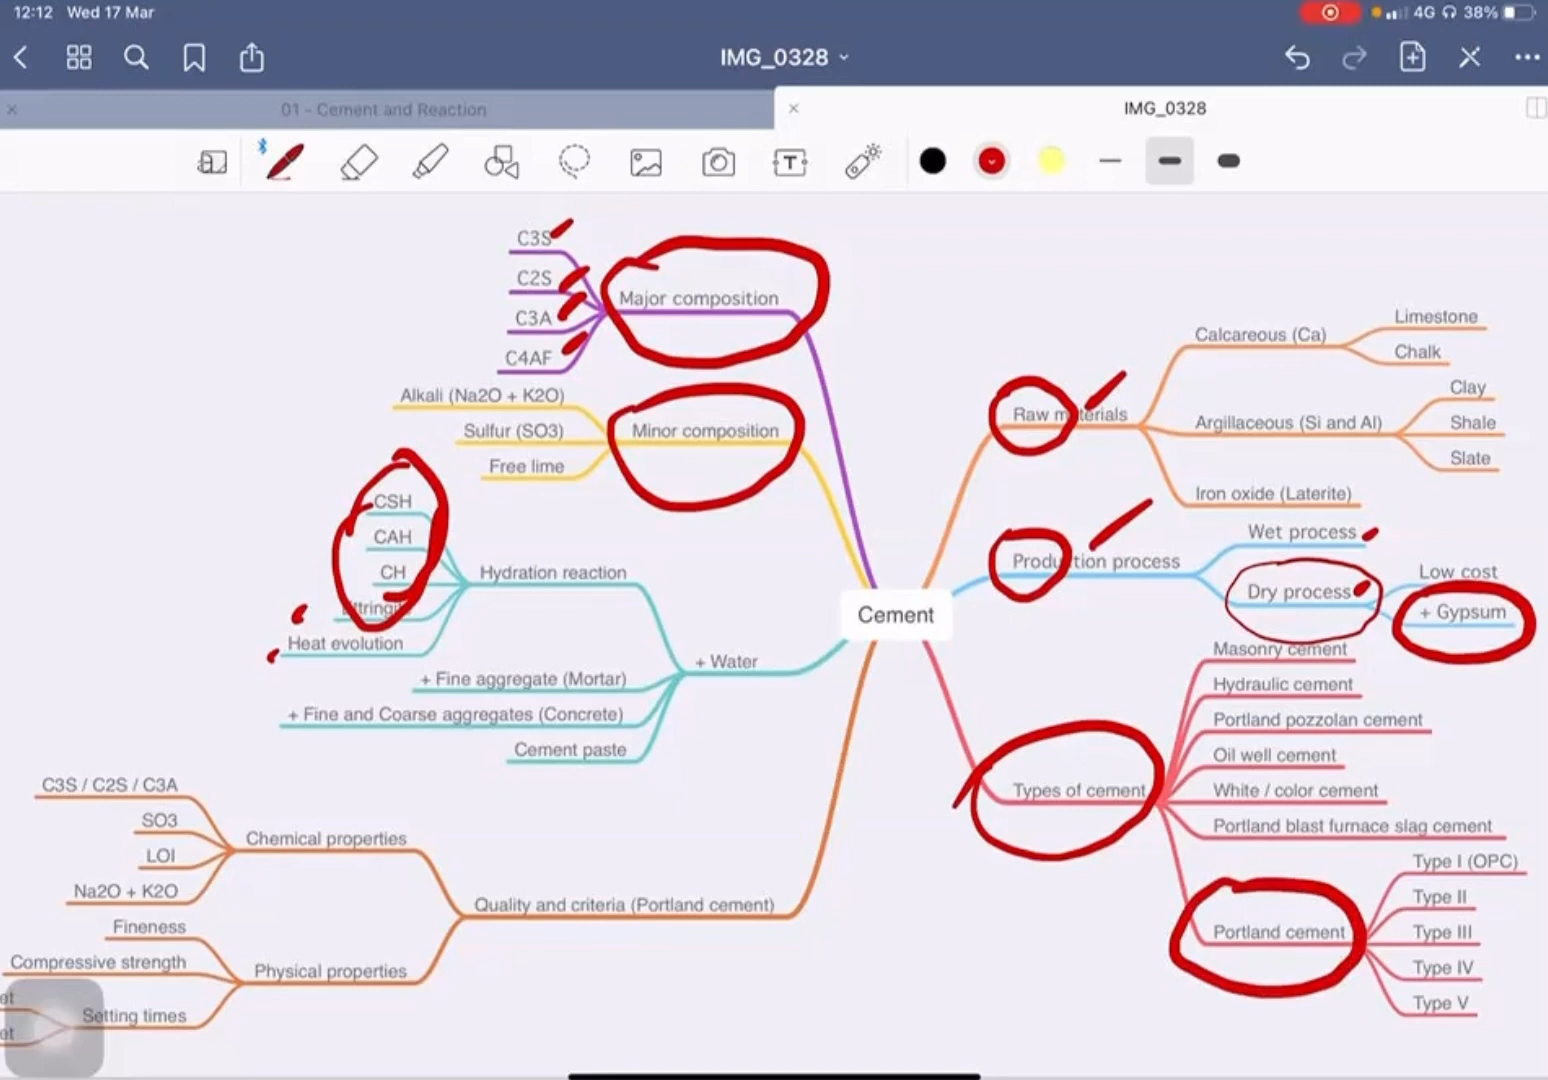 12:12 Wed 17 Mar
4G 38%
IMG_0328
01 - Cement and Reaction
IMG_0328
T
C3S
C2S
C3A
C4AF
Major composition
Alkali (Na2O + K2O)
Sulfur (SO3)
Free lime
Minor composition
CSH
CAH
CH
Heat evolution
Hydration reaction
+ Fine aggregate (Mortar)
+ Fine and Coarse aggregates (Concrete)
Cement paste
+ Water
C3S / C2S / C3A
SO3
LOI
Na2O + K2O
Chemical properties
Fineness
Compressive strength
Setting times
et
et
Physical properties
Quality and criteria (Portland cement)
Cement
Raw materials
Calcareous (Ca)
Limestone
Chalk
Argillaceous (Si and Al)
Clay
Shale
Slate
Iron oxide (Laterite)
Production process
Wet process
Dry process
Low cost
+ Gypsum
Types of cement
Masonry cement
Hydraulic cement
Portland pozzolan cement
Oil well cement
White / color cement
Portland blast furnace slag cement
Portland cement
Type I (OPC)
Type II
Type III
Type IV
Type V